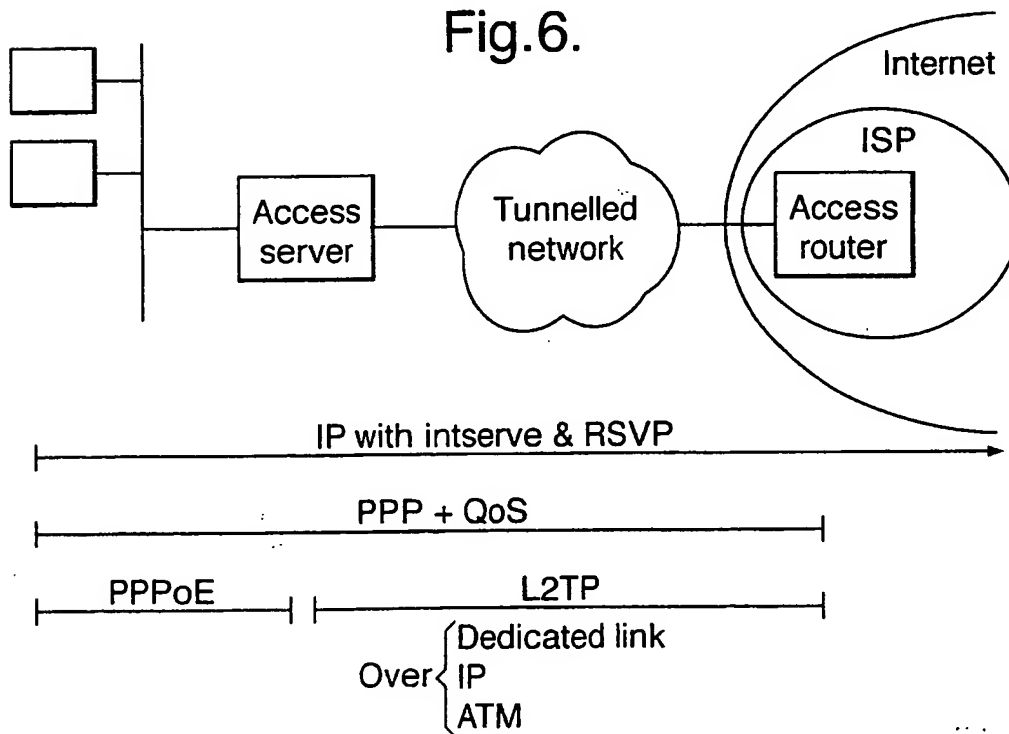 Fig.6.
Internet
ISP
Access
server
Tunnelled
network
Access
router
IP with intserve & RSVP
PPP + QoS
PPPoE
L2TP
Over
Dedicated link
IP
ATM